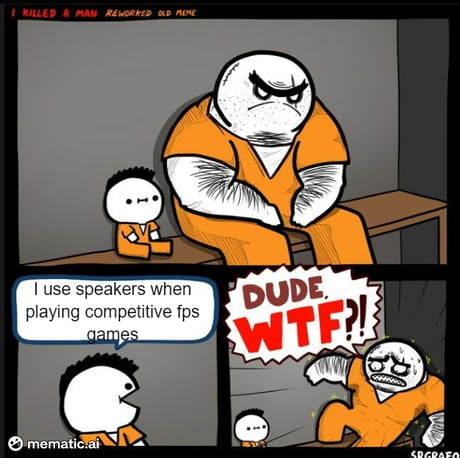 I KILLED A MAN REWORKED OLD MEME
I use speakers when
playing competitive fps
games
DUDE,
WTF?!
mematic.ai
SRGRAFO